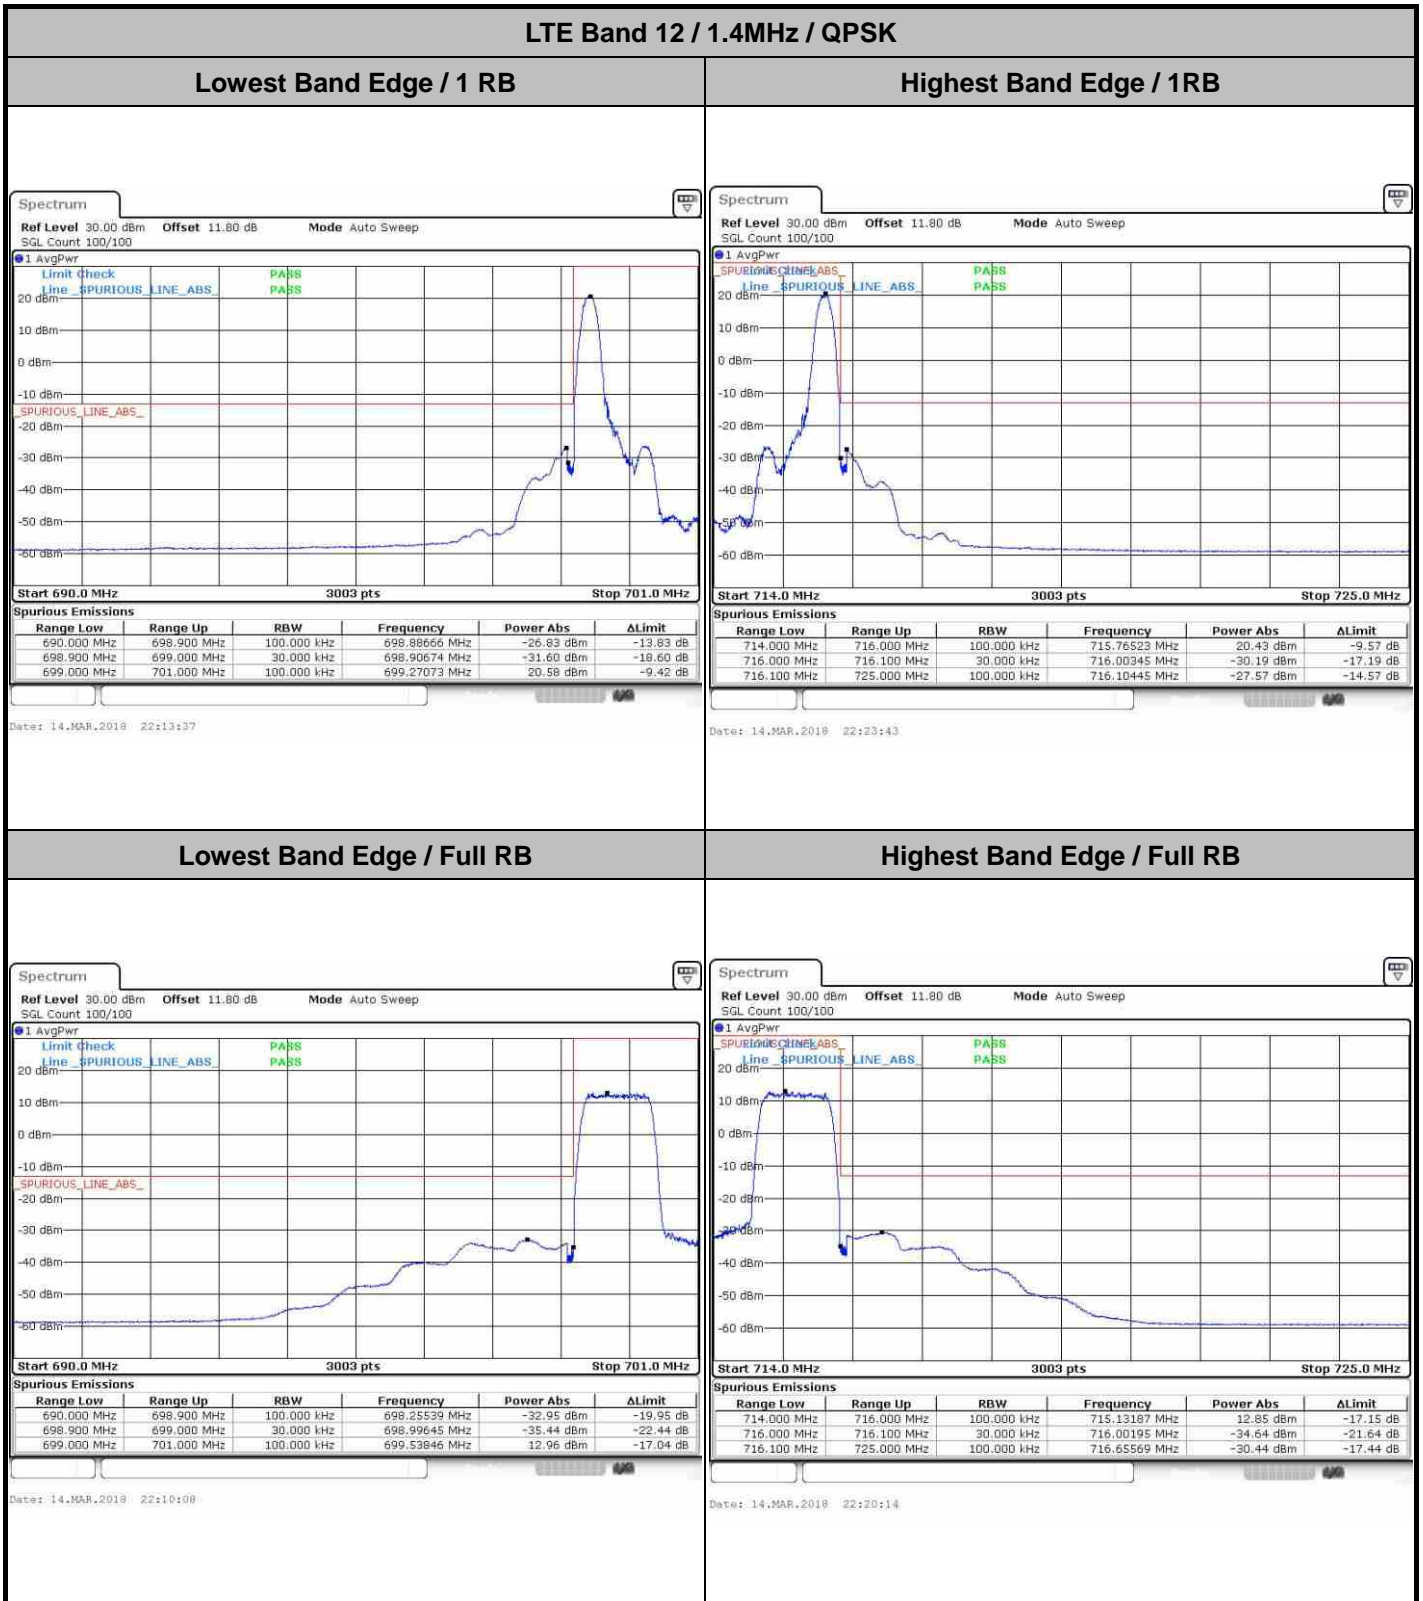 LTE Band 12 / 1.4MHz / QPSK
Lowest Band Edge / 1 RB
Highest Band Edge / 1RB
Spectrum
Ref Level 30.00 dBm Offset 11.80 dB Mode Auto Sweep
SGL Count 100/100
1 AvgPwr
Limit Check PASS
Line _SPURIOUS_LINE_ABS_ PASS
20 dBm
10 dBm
0 dBm
-10 dBm
_SPURIOUS_LINE_ABS_
-20 dBm
-30 dBm
-40 dBm
-50 dBm
-60 dBm
Start 690.0 MHz 3003 pts Stop 701.0 MHz
Spurious Emissions
Range Low Range Up RBW Frequency Power Abs ΔLimit
690.000 MHz 698.900 MHz 100.000 kHz 698.88666 MHz -26.83 dBm -13.83 dB
698.900 MHz 699.000 MHz 30.000 kHz 698.90674 MHz -31.60 dBm -18.60 dB
699.000 MHz 701.000 MHz 100.000 kHz 699.27073 MHz 20.58 dBm -9.42 dB
Date: 14.MAR.2018 22:13:37
Spectrum
Ref Level 30.00 dBm Offset 11.80 dB Mode Auto Sweep
SGL Count 100/100
1 AvgPwr
_SPURIOUS_LINE_ABS_
Limit Check PASS
Line _SPURIOUS_LINE_ABS_ PASS
20 dBm
10 dBm
0 dBm
-10 dBm
-20 dBm
-30 dBm
-40 dBm
-50 dBm
-60 dBm
Start 714.0 MHz 3003 pts Stop 725.0 MHz
Spurious Emissions
Range Low Range Up RBW Frequency Power Abs ΔLimit
714.000 MHz 716.000 MHz 100.000 kHz 715.76523 MHz 20.43 dBm -9.57 dB
716.000 MHz 716.100 MHz 30.000 kHz 716.00345 MHz -30.19 dBm -17.19 dB
716.100 MHz 725.000 MHz 100.000 kHz 716.10445 MHz -27.57 dBm -14.57 dB
Date: 14.MAR.2018 22:23:43
Lowest Band Edge / Full RB
Highest Band Edge / Full RB
Spectrum
Ref Level 30.00 dBm Offset 11.80 dB Mode Auto Sweep
SGL Count 100/100
1 AvgPwr
Limit Check PASS
Line _SPURIOUS_LINE_ABS_ PASS
20 dBm
10 dBm
0 dBm
-10 dBm
_SPURIOUS_LINE_ABS_
-20 dBm
-30 dBm
-40 dBm
-50 dBm
-60 dBm
Start 690.0 MHz 3003 pts Stop 701.0 MHz
Spurious Emissions
Range Low Range Up RBW Frequency Power Abs ΔLimit
690.000 MHz 698.900 MHz 100.000 kHz 698.25539 MHz -32.95 dBm -19.95 dB
698.900 MHz 699.000 MHz 30.000 kHz 698.99645 MHz -35.44 dBm -22.44 dB
699.000 MHz 701.000 MHz 100.000 kHz 699.53846 MHz 12.96 dBm -17.04 dB
Date: 14.MAR.2018 22:10:08
Spectrum
Ref Level 30.00 dBm Offset 11.80 dB Mode Auto Sweep
SGL Count 100/100
1 AvgPwr
_SPURIOUS_LINE_ABS_
Limit Check PASS
Line _SPURIOUS_LINE_ABS_ PASS
20 dBm
10 dBm
0 dBm
-10 dBm
-20 dBm
-30 dBm
-40 dBm
-50 dBm
-60 dBm
Start 714.0 MHz 3003 pts Stop 725.0 MHz
Spurious Emissions
Range Low Range Up RBW Frequency Power Abs ΔLimit
714.000 MHz 716.000 MHz 100.000 kHz 715.13187 MHz 12.85 dBm -17.15 dB
716.000 MHz 716.100 MHz 30.000 kHz 716.00195 MHz -34.64 dBm -21.64 dB
716.100 MHz 725.000 MHz 100.000 kHz 716.65569 MHz -30.44 dBm -17.44 dB
Date: 14.MAR.2018 22:20:14